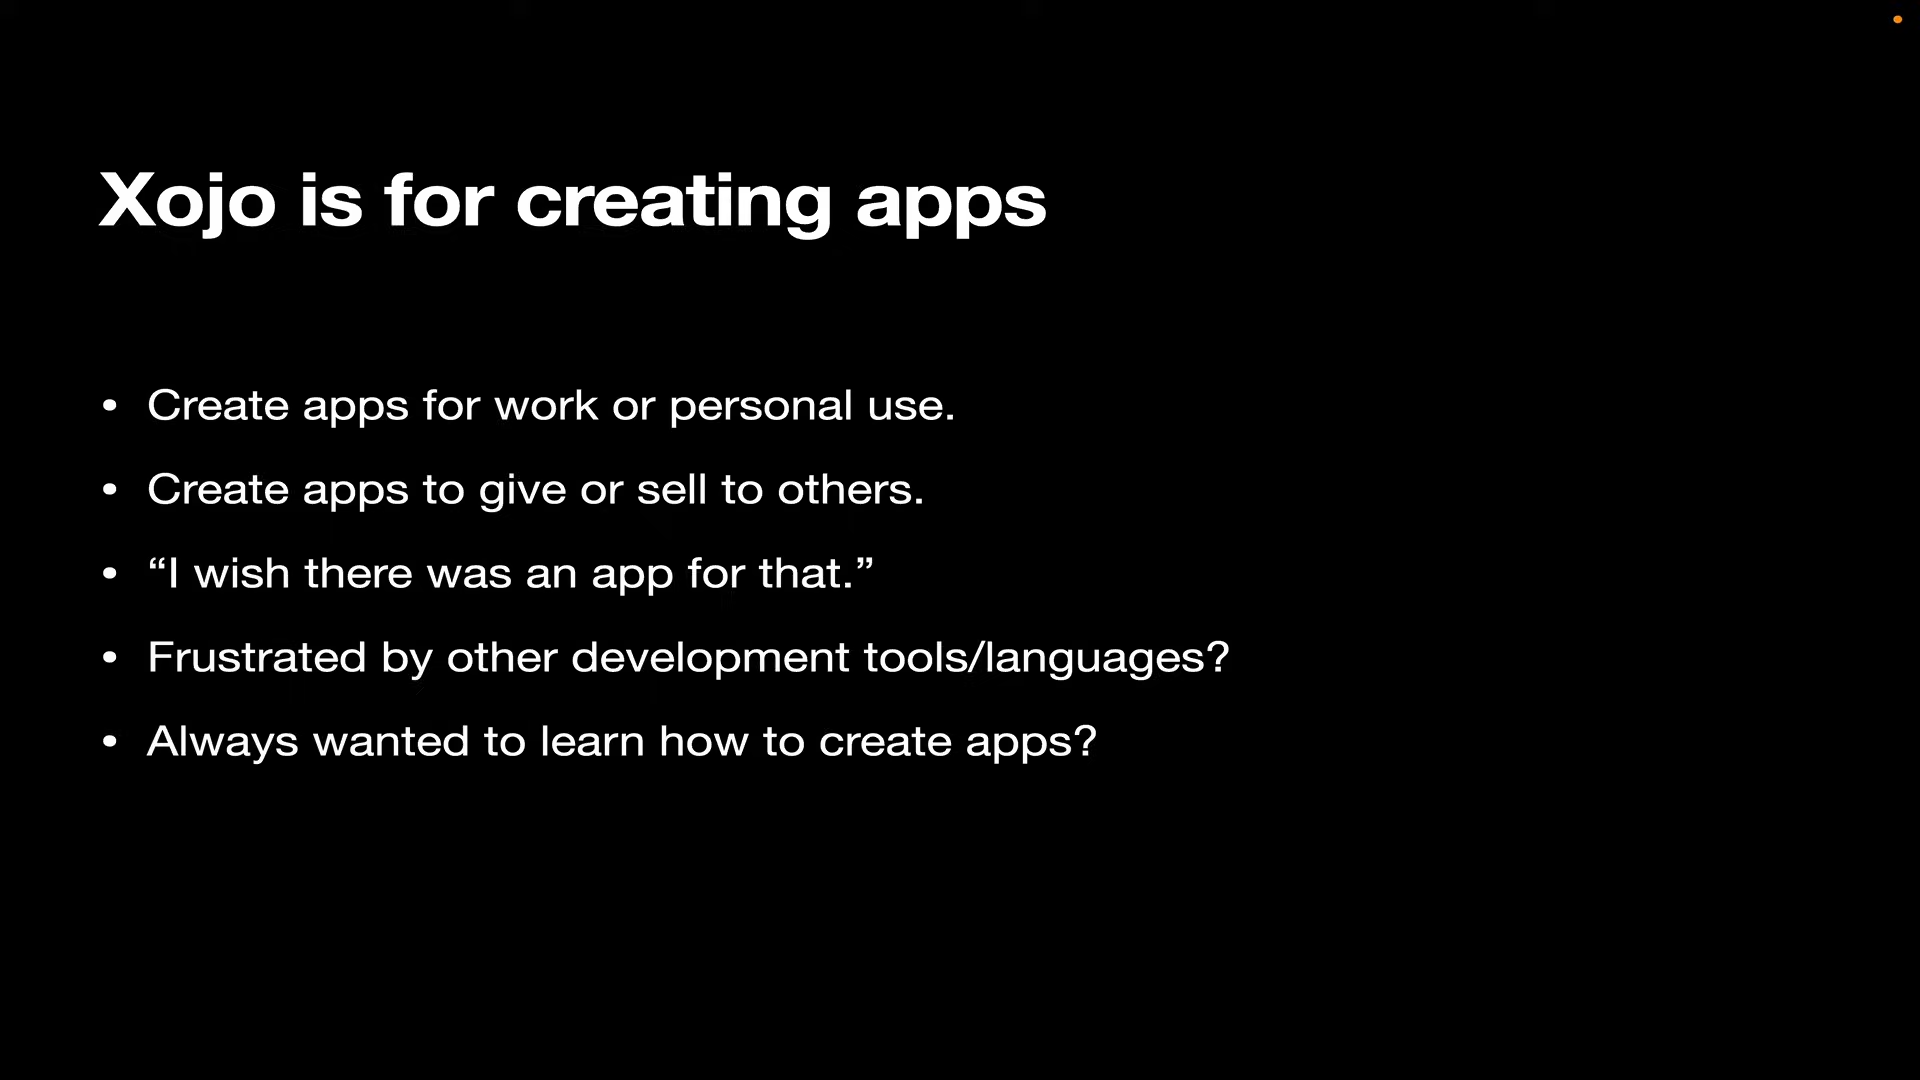 Xojo is for creating apps
• Create apps for work or personal use.
• Create apps to give or sell to others.
• “I wish there was an app for that.”
• Frustrated by other development tools/languages?
• Always wanted to learn how to create apps?